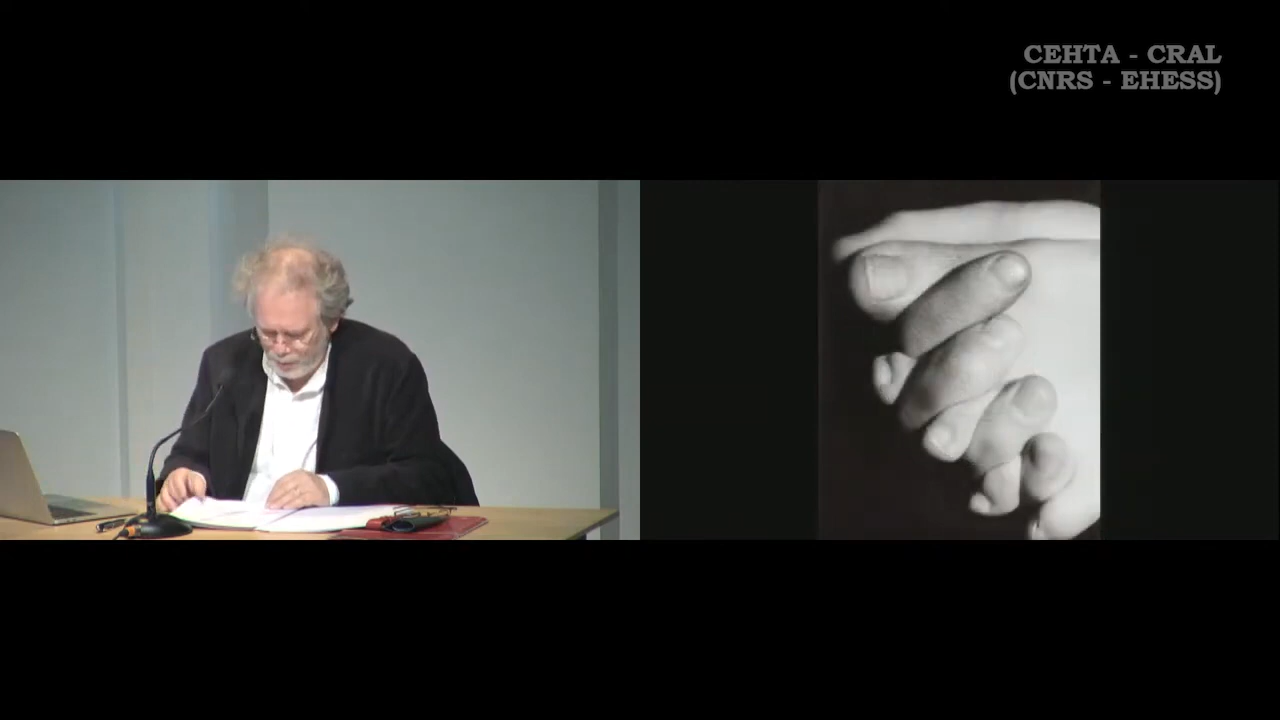 CEHTA - CRAL
(CNRS - EHESS)